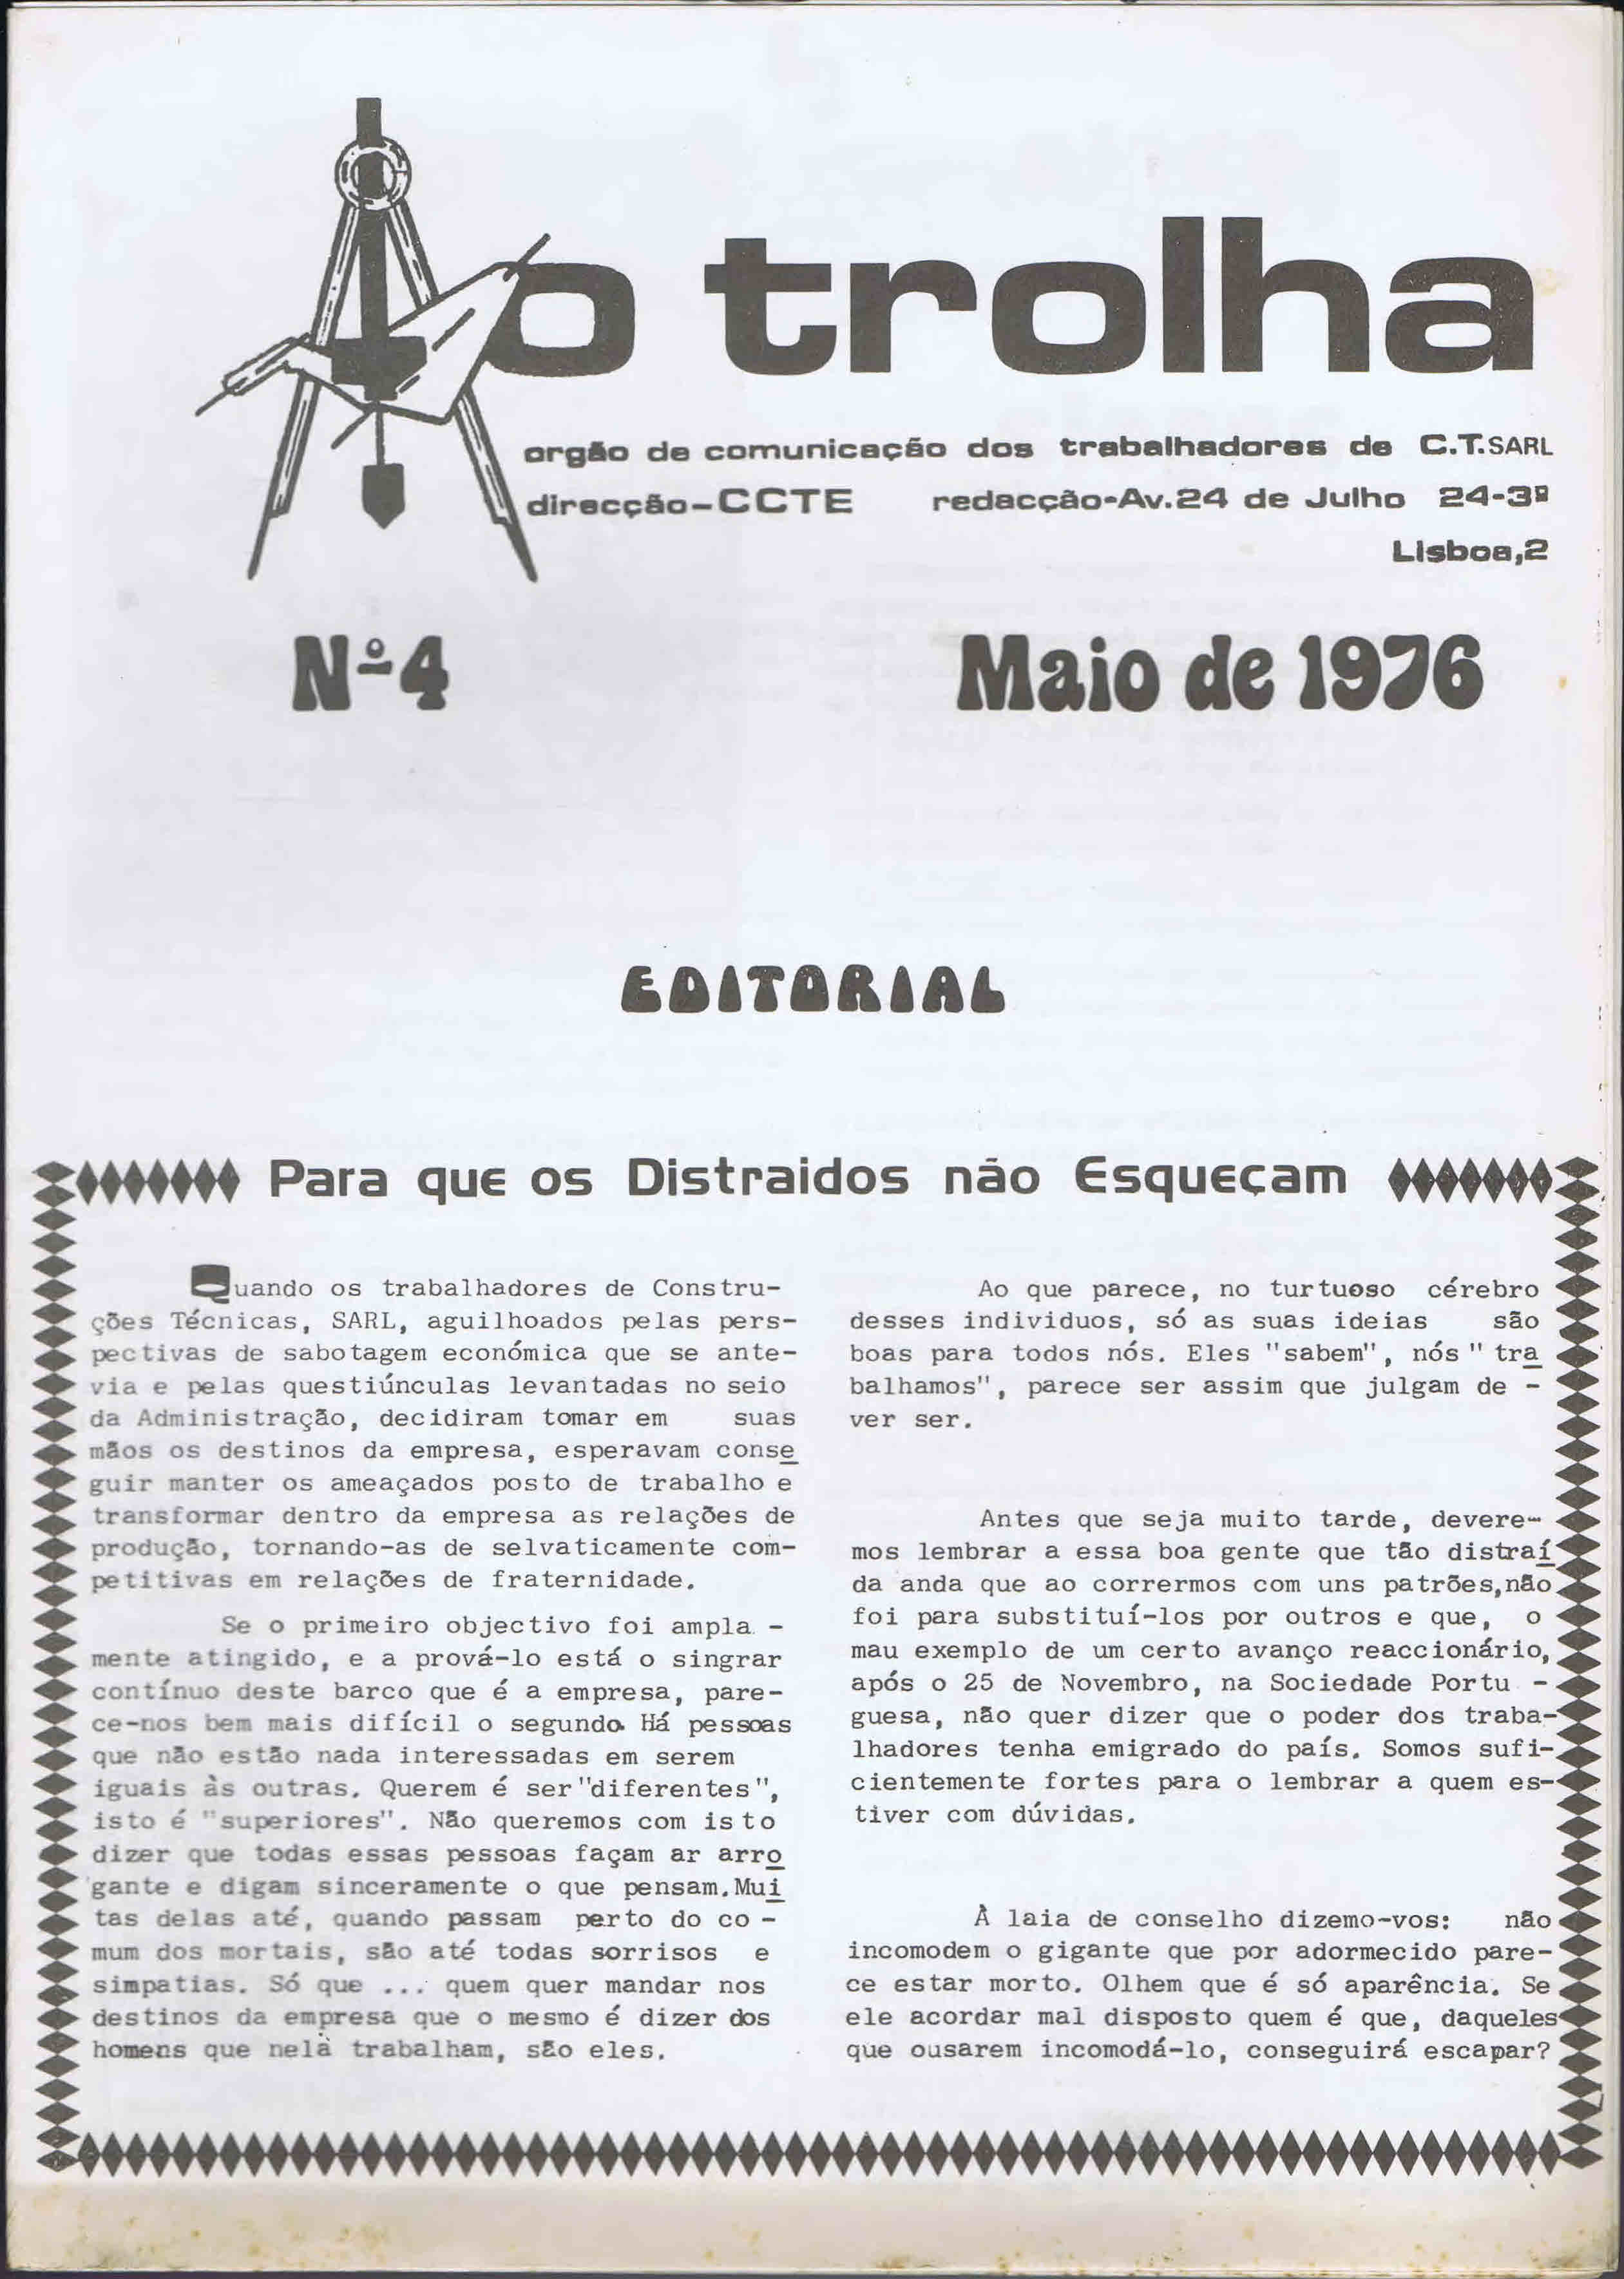 o trolha
orgão de comunicação dos trabalhadores de C.T.SARL
direcção-CCTE redacção-Av.24 de Julho 24-3º
Lisboa,2
Nº4 Maio de 1976
EDITORIAL
Para que os Distraidos não Esqueçam
Quando os trabalhadores de Constru-
ções Técnicas, SARL, aguilhoados pelas pers-
pectivas de sabotagem económica que se ante-
via e pelas questiúnculas levantadas no seio
da Administração, decidiram tomar em suas
mãos os destinos da empresa, esperavam conse
guir manter os ameaçados posto de trabalho e
transformar dentro da empresa as relações de
produção, tornando-as de selvaticamente com-
petitivas em relações de fraternidade.
Se o primeiro objectivo foi ampla -
mente atingido, e a prová-lo está o singrar
contínuo deste barco que é a empresa, pare-
ce-nos bem mais difícil o segundo. Há pessoas
que não estão nada interessadas em serem
iguais às outras. Querem é ser"diferentes",
isto é "superiores". Não queremos com isto
dizer que todas essas pessoas façam ar arro
gante e digam sinceramente o que pensam.Mui
tas delas até, quando passam perto do co -
mum dos mortais, são até todas sorrisos e
simpatias. Só que ... quem quer mandar nos
destinos da empresa que o mesmo é dizer dos
homens que nela trabalham, são eles.
Ao que parece, no turtuoso cérebro
desses individuos, só as suas ideias são
boas para todos nós. Eles "sabem", nós " tra
balhamos", parece ser assim que julgam de -
ver ser.
Antes que seja muito tarde, devere-
mos lembrar a essa boa gente que tão distraí
da anda que ao corrermos com uns patrões,não
foi para substituí-los por outros e que, o
mau exemplo de um certo avanço reaccionário,
após o 25 de Novembro, na Sociedade Portu -
guesa, não quer dizer que o poder dos traba-
lhadores tenha emigrado do país. Somos sufi-
cientemente fortes para o lembrar a quem es-
tiver com dúvidas.
À laia de conselho dizemo-vos: não
incomodem o gigante que por adormecido pare-
ce estar morto. Olhem que é só aparência. Se
ele acordar mal disposto quem é que, daqueles
que ousarem incomodá-lo, conseguirá escapar?